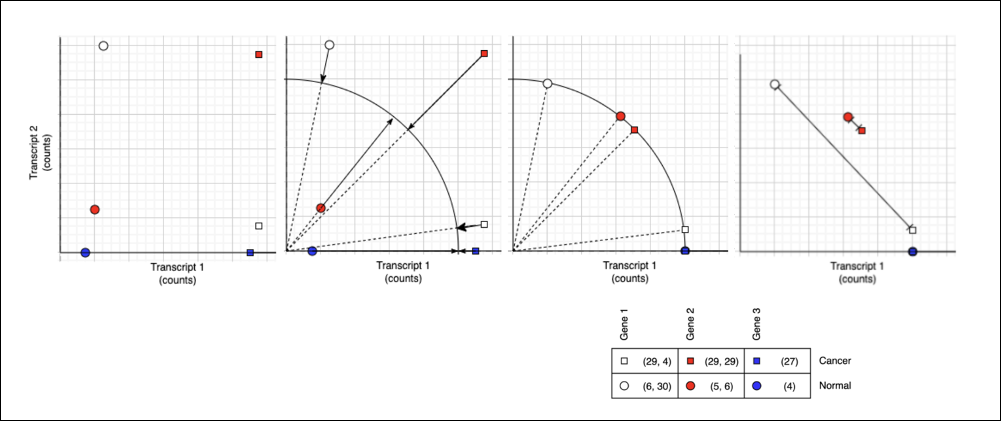 Transcript 2
(counts)
Transcript 1
(counts)
Transcript 1
(counts)
Transcript 1
(counts)
Transcript 1
(counts)
Gene 1
Gene 2
Gene 3
(29, 4) (29, 29) (27) Cancer
(6, 30) (5, 6) (4) Normal